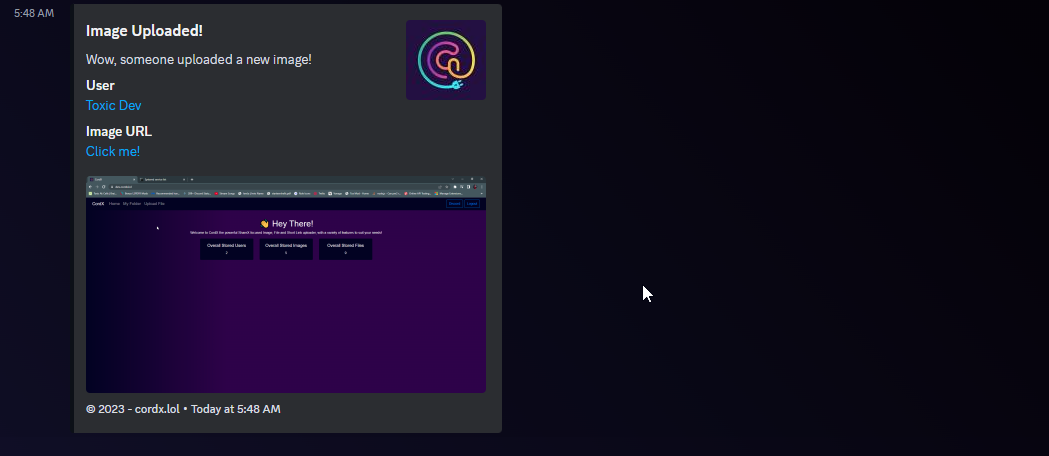 5:48 AM
Image Uploaded!
Wow, someone uploaded a new image!
User
Toxic Dev
Image URL
Click me!
CordX Home My Folder Upload File
👋 Hey There!
Welcome to CordX the powerful ShareX focused Image, File and Short Link uploader, with a variety of features to suit your needs!
Overall Stored Users Overall Stored Images Overall Stored Files
© 2023 - cordx.lol • Today at 5:48 AM